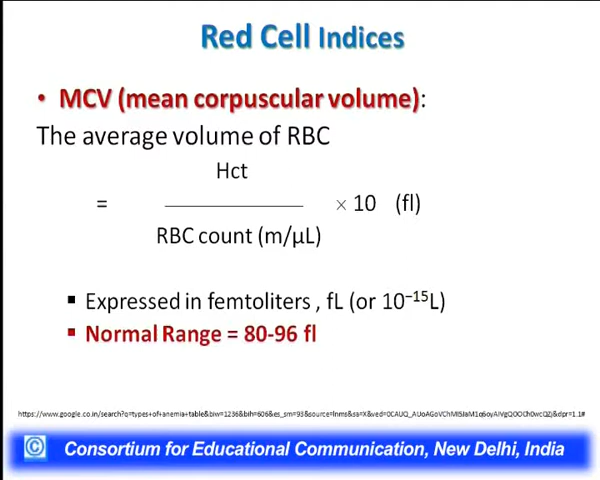 Red Cell Indices
• MCV (mean corpuscular volume):
The average volume of RBC
Hct
= × 10 (fl)
RBC count (m/µL)
▪ Expressed in femtoliters , fL (or 10⁻¹⁵L)
▪ Normal Range = 80-96 fl
© Consortium for Educational Communication, New Delhi, India